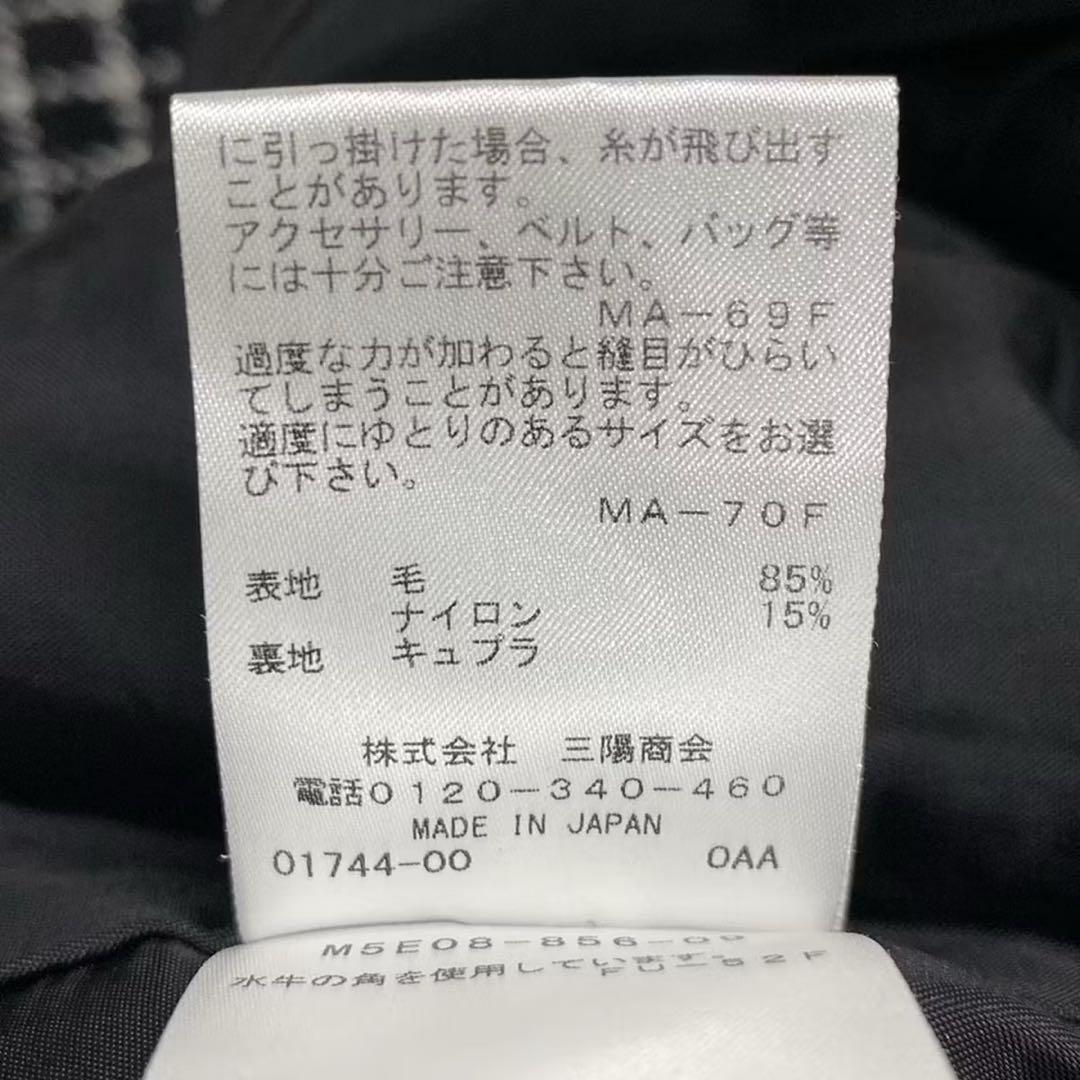 に引っ掛けた場合、糸が飛び出す
ことがあります。
アクセサリー、ベルト、バッグ等
には十分ご注意下さい。
MA-69F
過度な力が加わると縫目がひらい
てしまうことがあります。
適度にゆとりのあるサイズをお選
び下さい。
MA-70F
表地 毛 85%
ナイロン 15%
裏地 キュプラ
株式会社 三陽商会
電話0120-340-460
MADE IN JAPAN
01744-00 0AA
M5E08-856-09
水牛の角を使用しています。
FU-52F